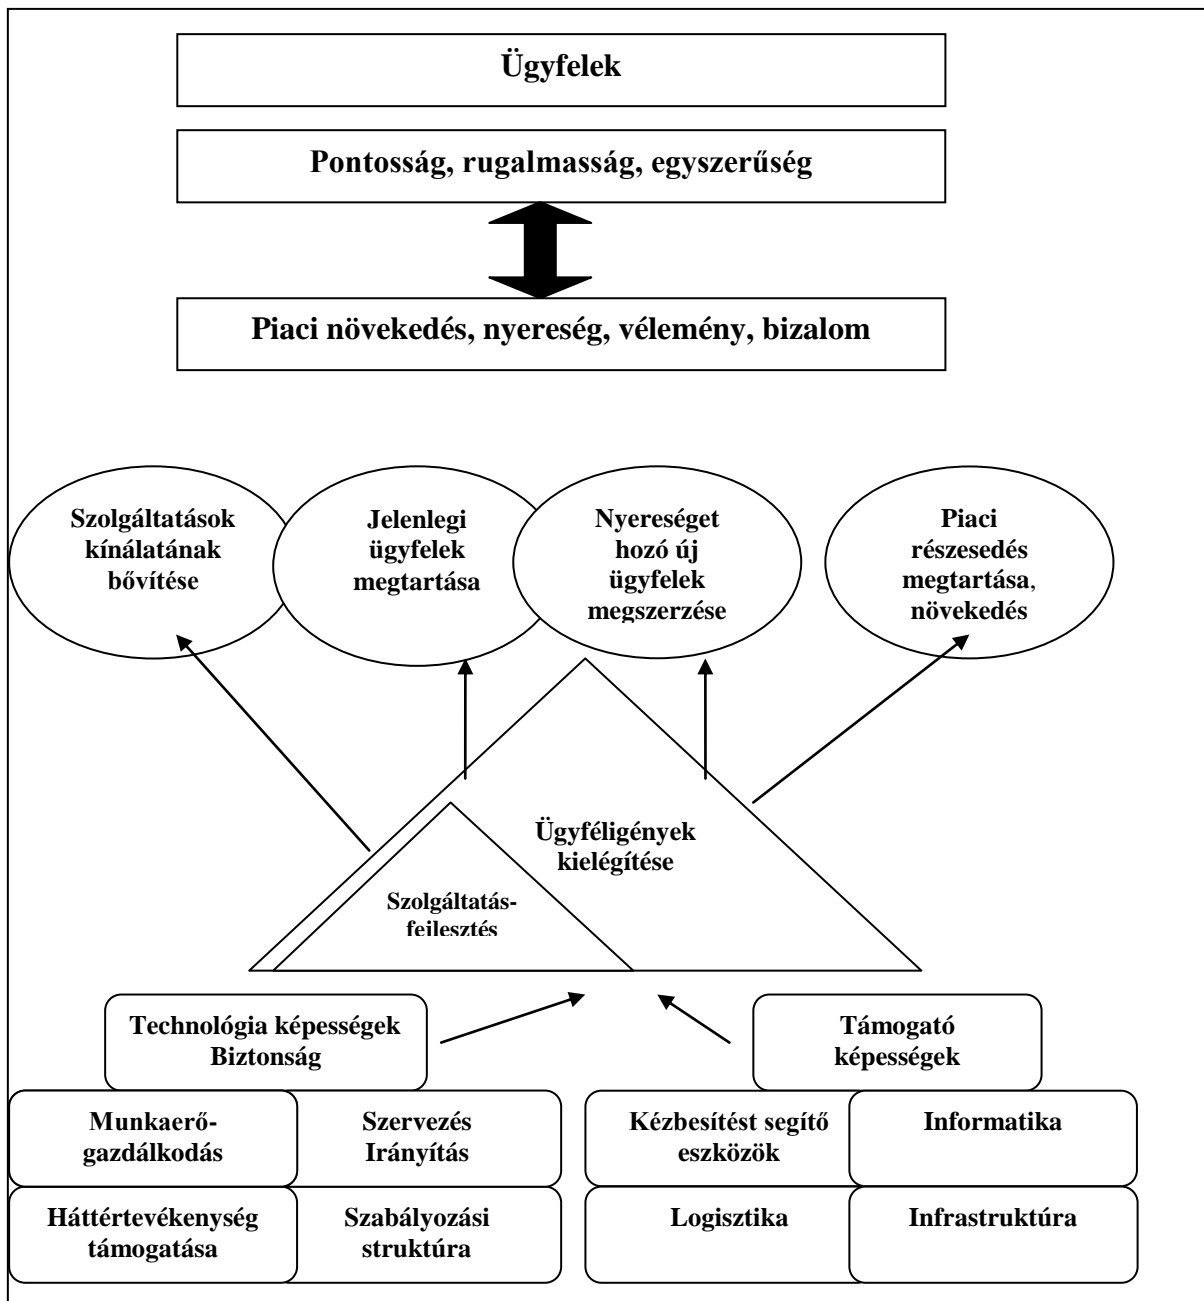 Ügyfelek
Pontosság, rugalmasság, egyszerűség
Piaci növekedés, nyereség, vélemény, bizalom
Szolgáltatások
kínálatának
bővítése
Jelenlegi
ügyfelek
megtartása
Nyereséget
hozó új
ügyfelek
megszerzése
Piaci
részesedés
megtartása,
növekedés
Ügyféligények
kielégítése
Szolgáltatás-
fejlesztés
Technológia képességek
Biztonság
Támogató
képességek
Munkaerő-
gazdálkodás
Szervezés
Irányítás
Kézbesítést segítő
eszközök
Informatika
Háttértevékenység
támogatása
Szabályozási
struktúra
Logisztika
Infrastruktúra